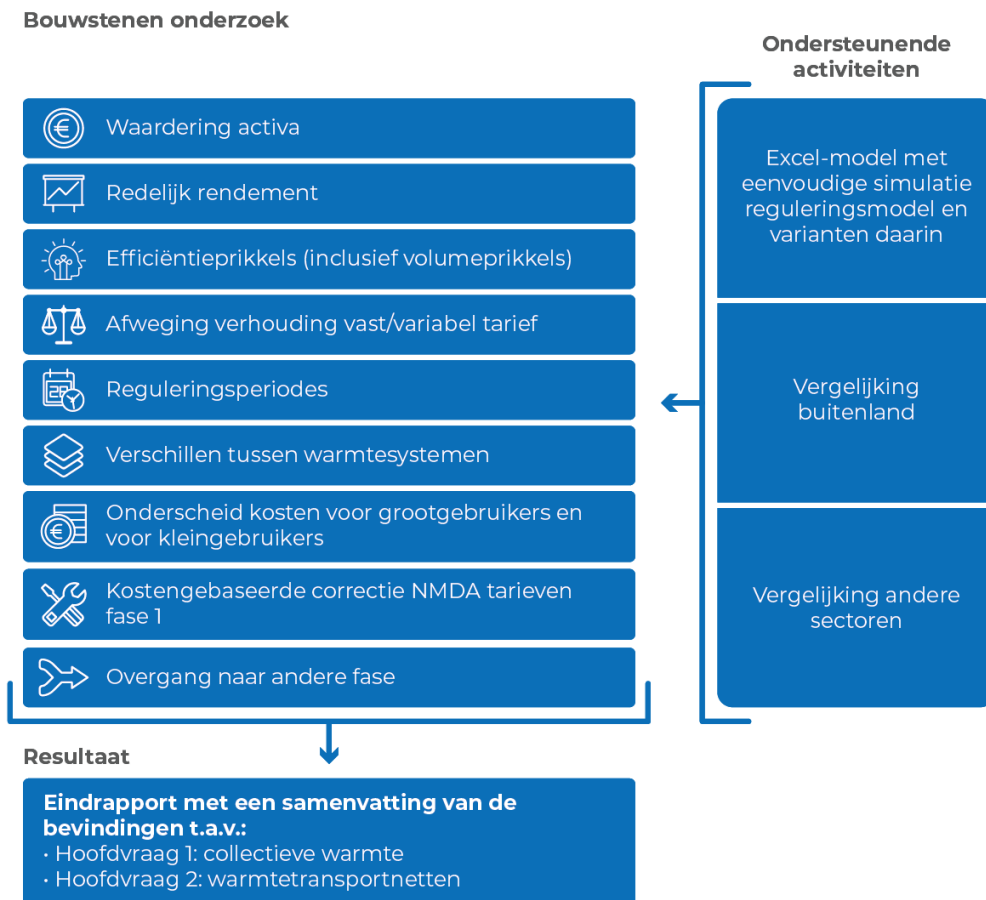 Bouwstenen onderzoek
Waardering activa
Redelijk rendement
Efficiëntieprikkels (inclusief volumeprikkels)
Afweging verhouding vast/variabel tarief
Reguleringsperiodes
Verschillen tussen warmtesystemen
Onderscheid kosten voor grootgebruikers en
voor kleingebruikers
Kostengebaseerde correctie NMDA tarieven
fase 1
Overgang naar andere fase
Ondersteunende
activiteiten
Excel-model met
eenvoudige simulatie
reguleringsmodel en
varianten daarin
Vergelijking
buitenland
Vergelijking andere
sectoren
Resultaat
Eindrapport met een samenvatting van de
bevindingen t.a.v.:
• Hoofdvraag 1: collectieve warmte
• Hoofdvraag 2: warmtetransportnetten